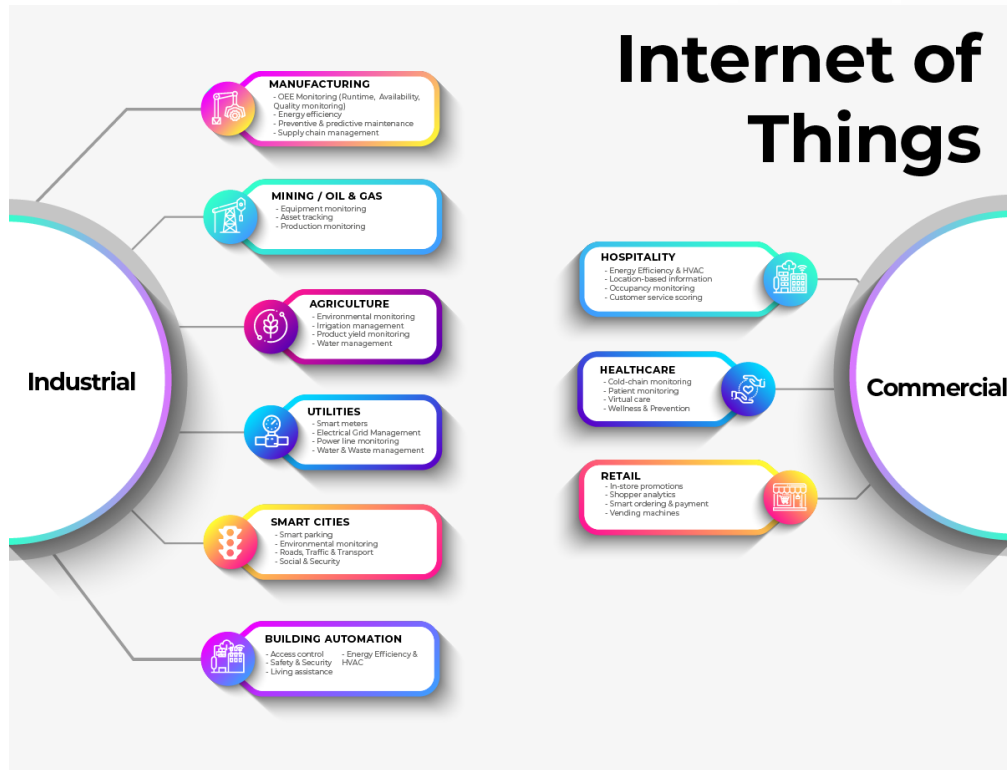 Internet of
Things
Industrial
MANUFACTURING
- OEE Monitoring (Runtime, Availability,
Quality monitoring)
- Energy efficiency
- Preventive & predictive maintenance
- Supply chain management
MINING / OIL & GAS
- Equipment monitoring
- Asset tracking
- Production monitoring
AGRICULTURE
- Environmental monitoring
- Irrigation management
- Product yield monitoring
- Water management
UTILITIES
- Smart meters
- Electrical Grid Management
- Power line monitoring
- Water & Waste management
SMART CITIES
- Smart parking
- Environmental monitoring
- Roads, Traffic & Transport
- Social & Security
BUILDING AUTOMATION
- Access control
- Safety & Security
- Living assistance
- Energy Efficiency &
HVAC
Commercial
HOSPITALITY
- Energy Efficiency & HVAC
- Location-based information
- Occupancy monitoring
- Customer service scoring
HEALTHCARE
- Cold-chain monitoring
- Patient monitoring
- Virtual care
- Wellness & Prevention
RETAIL
- In-store promotions
- Shopper analytics
- Smart ordering & payment
- Vending machines